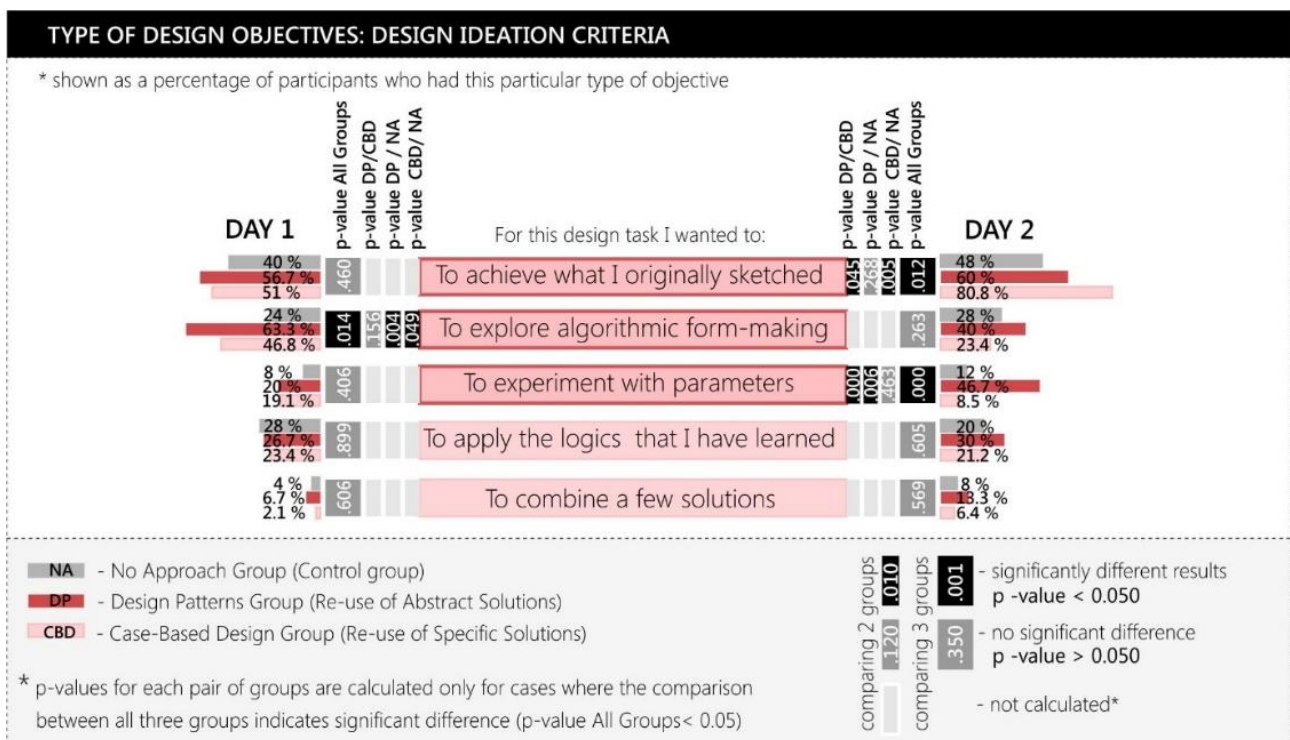 TYPE OF DESIGN OBJECTIVES: DESIGN IDEATION CRITERIA
* shown as a percentage of participants who had this particular type of objective
p-value All Groups
p-value DP/CBD
p-value DP / NA
p-value CBD/ NA
p-value DP/CBD
p-value DP / NA
p-value CBD/ NA
p-value All Groups
DAY 1
For this design task I wanted to:
DAY 2
40 %
56.7 %
51 %
.460
To achieve what I originally sketched
.045
.268
.005
.012
48 %
60 %
80.8 %
24 %
63.3 %
46.8 %
.014
.156
.004
.049
To explore algorithmic form-making
.263
28 %
40 %
23.4 %
8 %
20 %
19.1 %
.406
To experiment with parameters
.000
.006
.463
.000
12 %
46.7 %
8.5 %
28 %
26.7 %
23.4 %
.899
To apply the logics that I have learned
.605
20 %
30 %
21.2 %
4 %
6.7 %
2.1 %
.606
To combine a few solutions
.569
8 %
13.3 %
6.4 %
NA - No Approach Group (Control group)
DP - Design Patterns Group (Re-use of Abstract Solutions)
CBD - Case-Based Design Group (Re-use of Specific Solutions)
* p-values for each pair of groups are calculated only for cases where the comparison
between all three groups indicates significant difference (p-value All Groups< 0.05)
comparing 2 groups
.010
.120
comparing 3 groups
.001
.350
- significantly different results
p -value < 0.050
- no significant difference
p -value > 0.050
- not calculated*